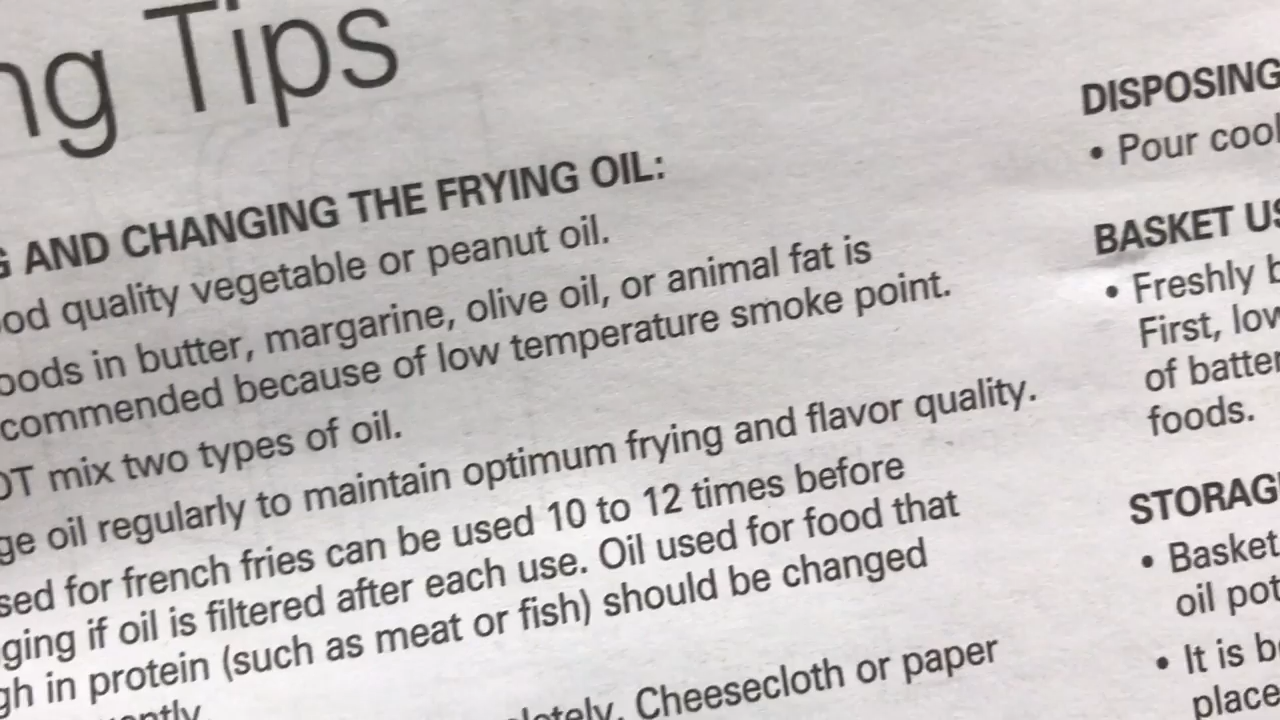 ng Tips
G AND CHANGING THE FRYING OIL:
ood quality vegetable or peanut oil.
oods in butter, margarine, olive oil, or animal fat is
commended because of low temperature smoke point.
OT mix two types of oil.
ge oil regularly to maintain optimum frying and flavor quality.
sed for french fries can be used 10 to 12 times before
ging if oil is filtered after each use. Oil used for food that
gh in protein (such as meat or fish) should be changed
ently.
letely. Cheesecloth or paper
DISPOSING
• Pour cool
BASKET US
• Freshly b
First, low
of batter
foods.
STORAGE
• Basket
oil pot
• It is b
place